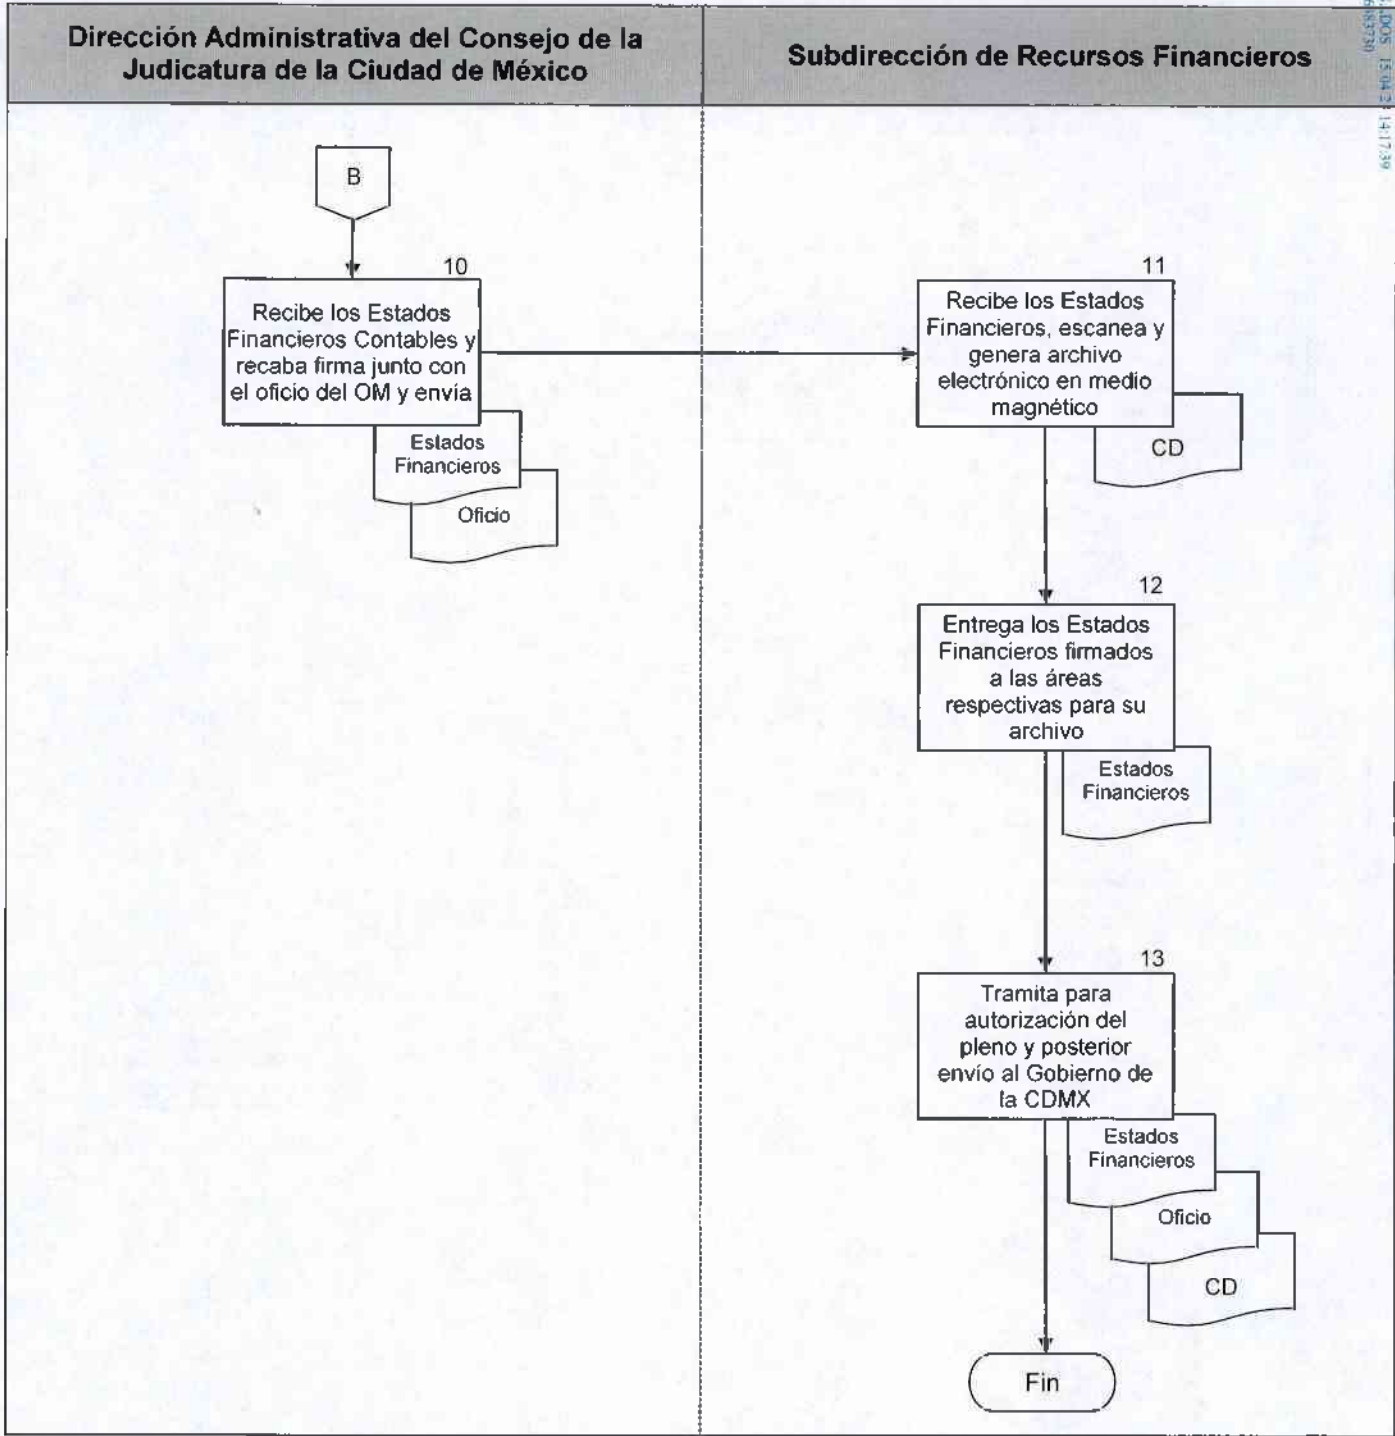 Dirección Administrativa del Consejo de la
Judicatura de la Ciudad de México
Subdirección de Recursos Financieros
B
10
Recibe los Estados
Financieros Contables y
recaba firma junto con
el oficio del OM y envía
Estados
Financieros
Oficio
11
Recibe los Estados
Financieros, escanea y
genera archivo
electrónico en medio
magnético
CD
12
Entrega los Estados
Financieros firmados
a las áreas
respectivas para su
archivo
Estados
Financieros
13
Tramita para
autorización del
pleno y posterior
envío al Gobierno de
la CDMX
Estados
Financieros
Oficio
CD
Fin
14:17:39